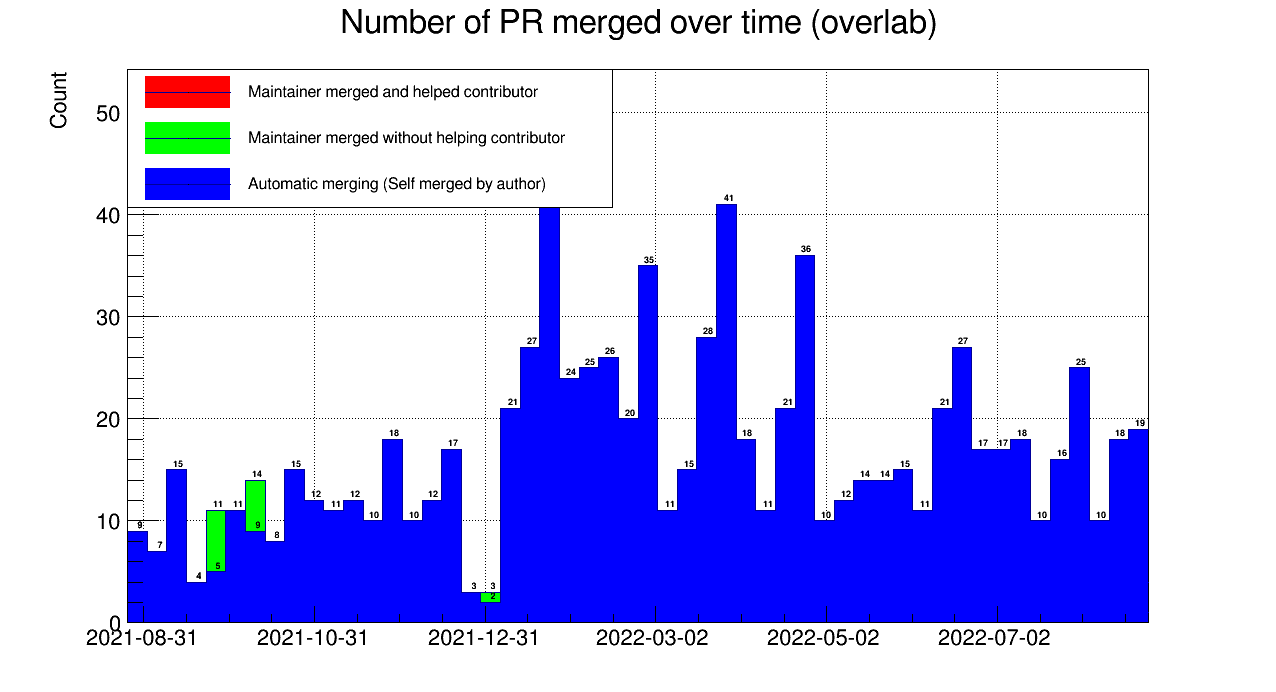 Number of PR merged over time (overlab)
Count
Maintainer merged and helped contributor
Maintainer merged without helping contributor
Automatic merging (Self merged by author)
50
40
30
20
10
0
9 7 15 4 11 5 11 14 9 8 15 12 11 12 10 18 10 12 17 3 3 2 21 27 24 25 26 20 35 11 15 28 41 18 11 21 36 10 12 14 14 15 11 21 27 17 17 18 10 16 25 10 18 19
2021-08-31 2021-10-31 2021-12-31 2022-03-02 2022-05-02 2022-07-02